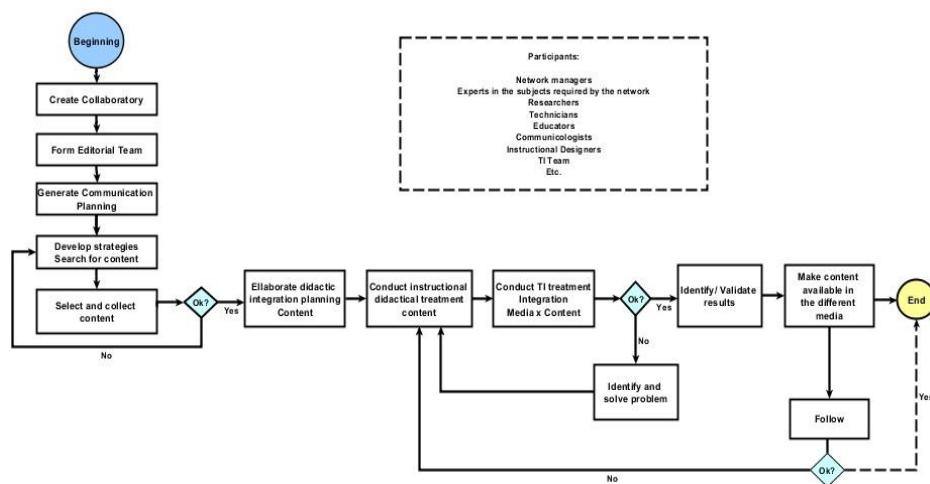 Beginning
Create Collaboratory
Form Editorial Team
Generate Communication
Planning
Develop strategies
Search for content
Select and collect
content
Ok?
Yes
No
Ellaborate didactic
integration planning
Content
Conduct instructional
didactical treatment
content
Conduct TI treatment
Integration
Media x Content
Ok?
Yes
No
Identify and
solve problem
Identify/ Validate
results
Make content
available in
the different
media
End
Follow
Ok?
Yes
No
Participants:
Network managers
Experts in the subjects required by the network
Researchers
Technicians
Educators
Communicologists
Instructional Designers
TI Team
Etc.